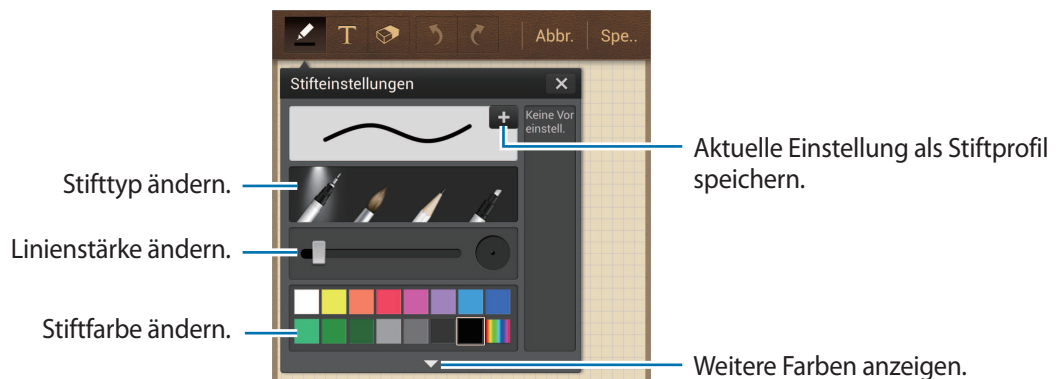 T
Abbr.
Spe..
Stifteinstellungen
Keine Vor
einstell.
Aktuelle Einstellung als Stiftprofil
speichern.
Stifttyp ändern.
Linienstärke ändern.
Stiftfarbe ändern.
Weitere Farben anzeigen.